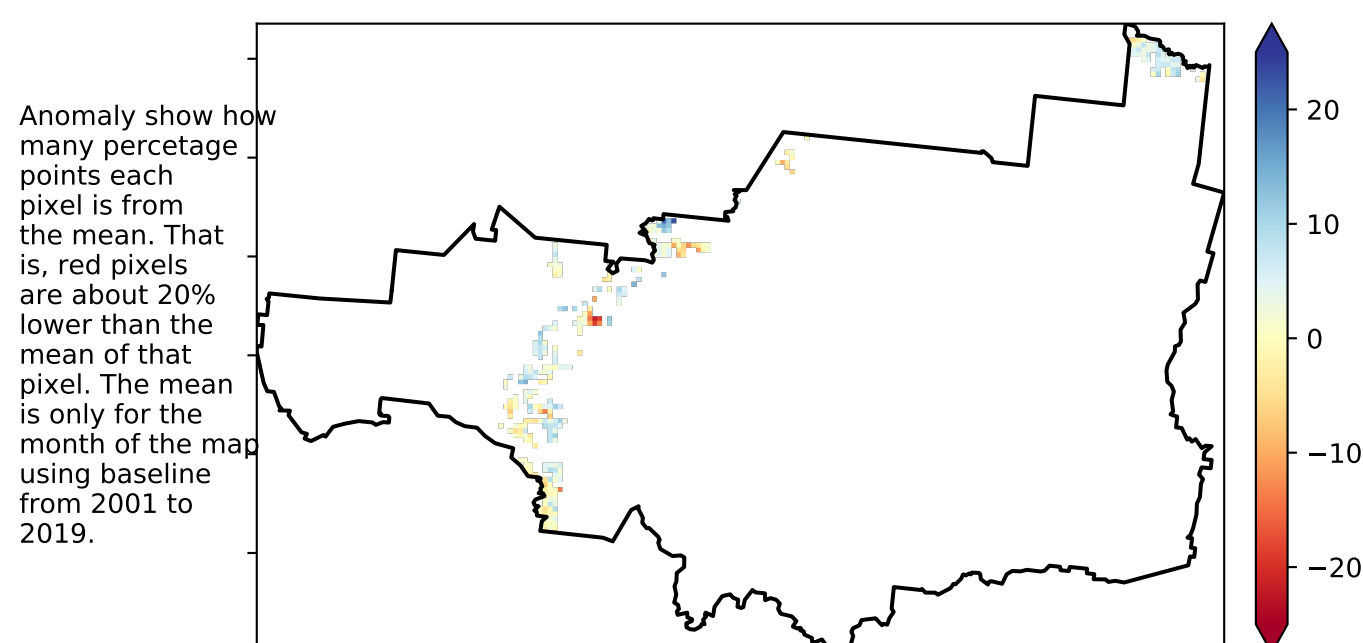 Anomaly show how
many percetage
points each
pixel is from
the mean. That
is, red pixels
are about 20%
lower than the
mean of that
pixel. The mean
is only for the
month of the map
using baseline
from 2001 to
2019.
20
10
0
−10
−20